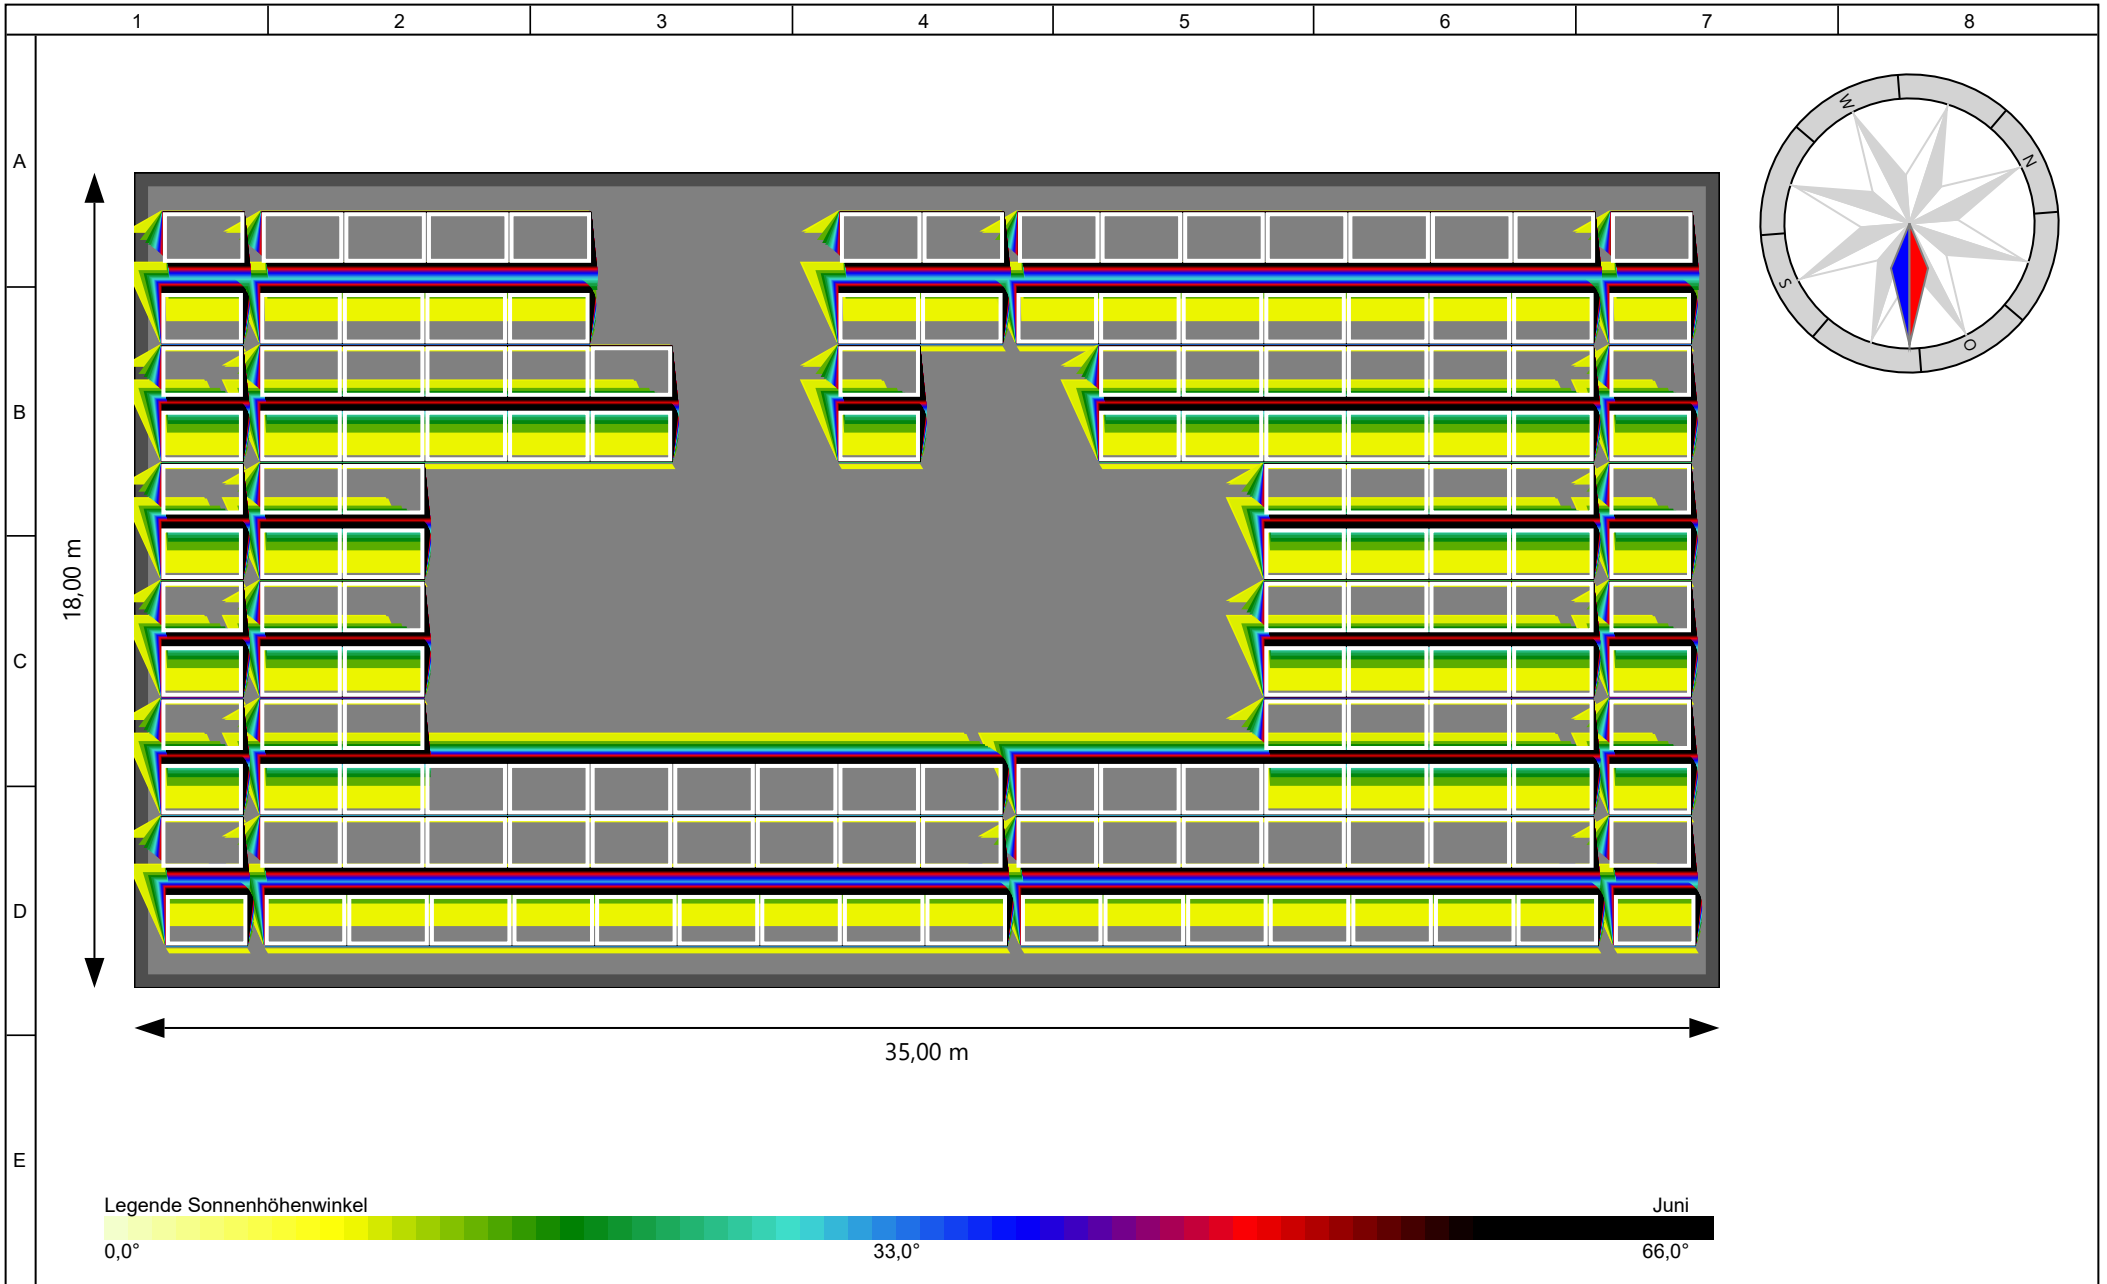 1 2 3 4 5 6 7 8
A
B
C
D
E
W
N
S
O
18,00 m
35,00 m
Legende Sonnenhöhenwinkel Juni
0,0° 33,0° 66,0°